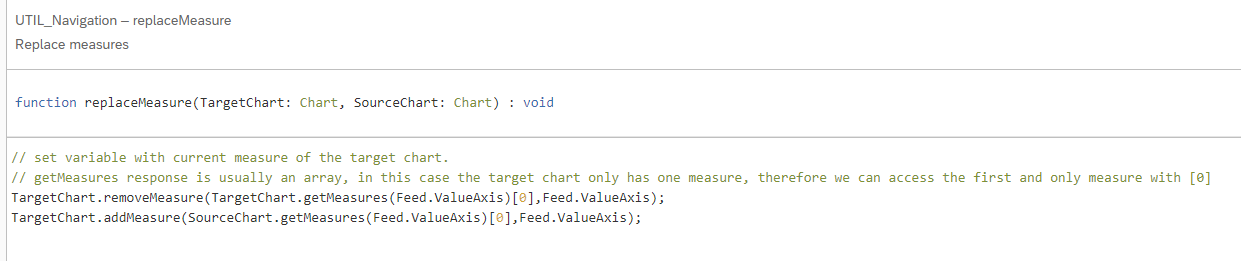 UTIL_Navigation – replaceMeasure
Replace measures
function replaceMeasure(TargetChart: Chart, SourceChart: Chart) : void
// set variable with current measure of the target chart.
// getMeasures response is usually an array, in this case the target chart only has one measure, therefore we can access the first and only measure with [0]
TargetChart.removeMeasure(TargetChart.getMeasures(Feed.ValueAxis)[0],Feed.ValueAxis);
TargetChart.addMeasure(SourceChart.getMeasures(Feed.ValueAxis)[0],Feed.ValueAxis);